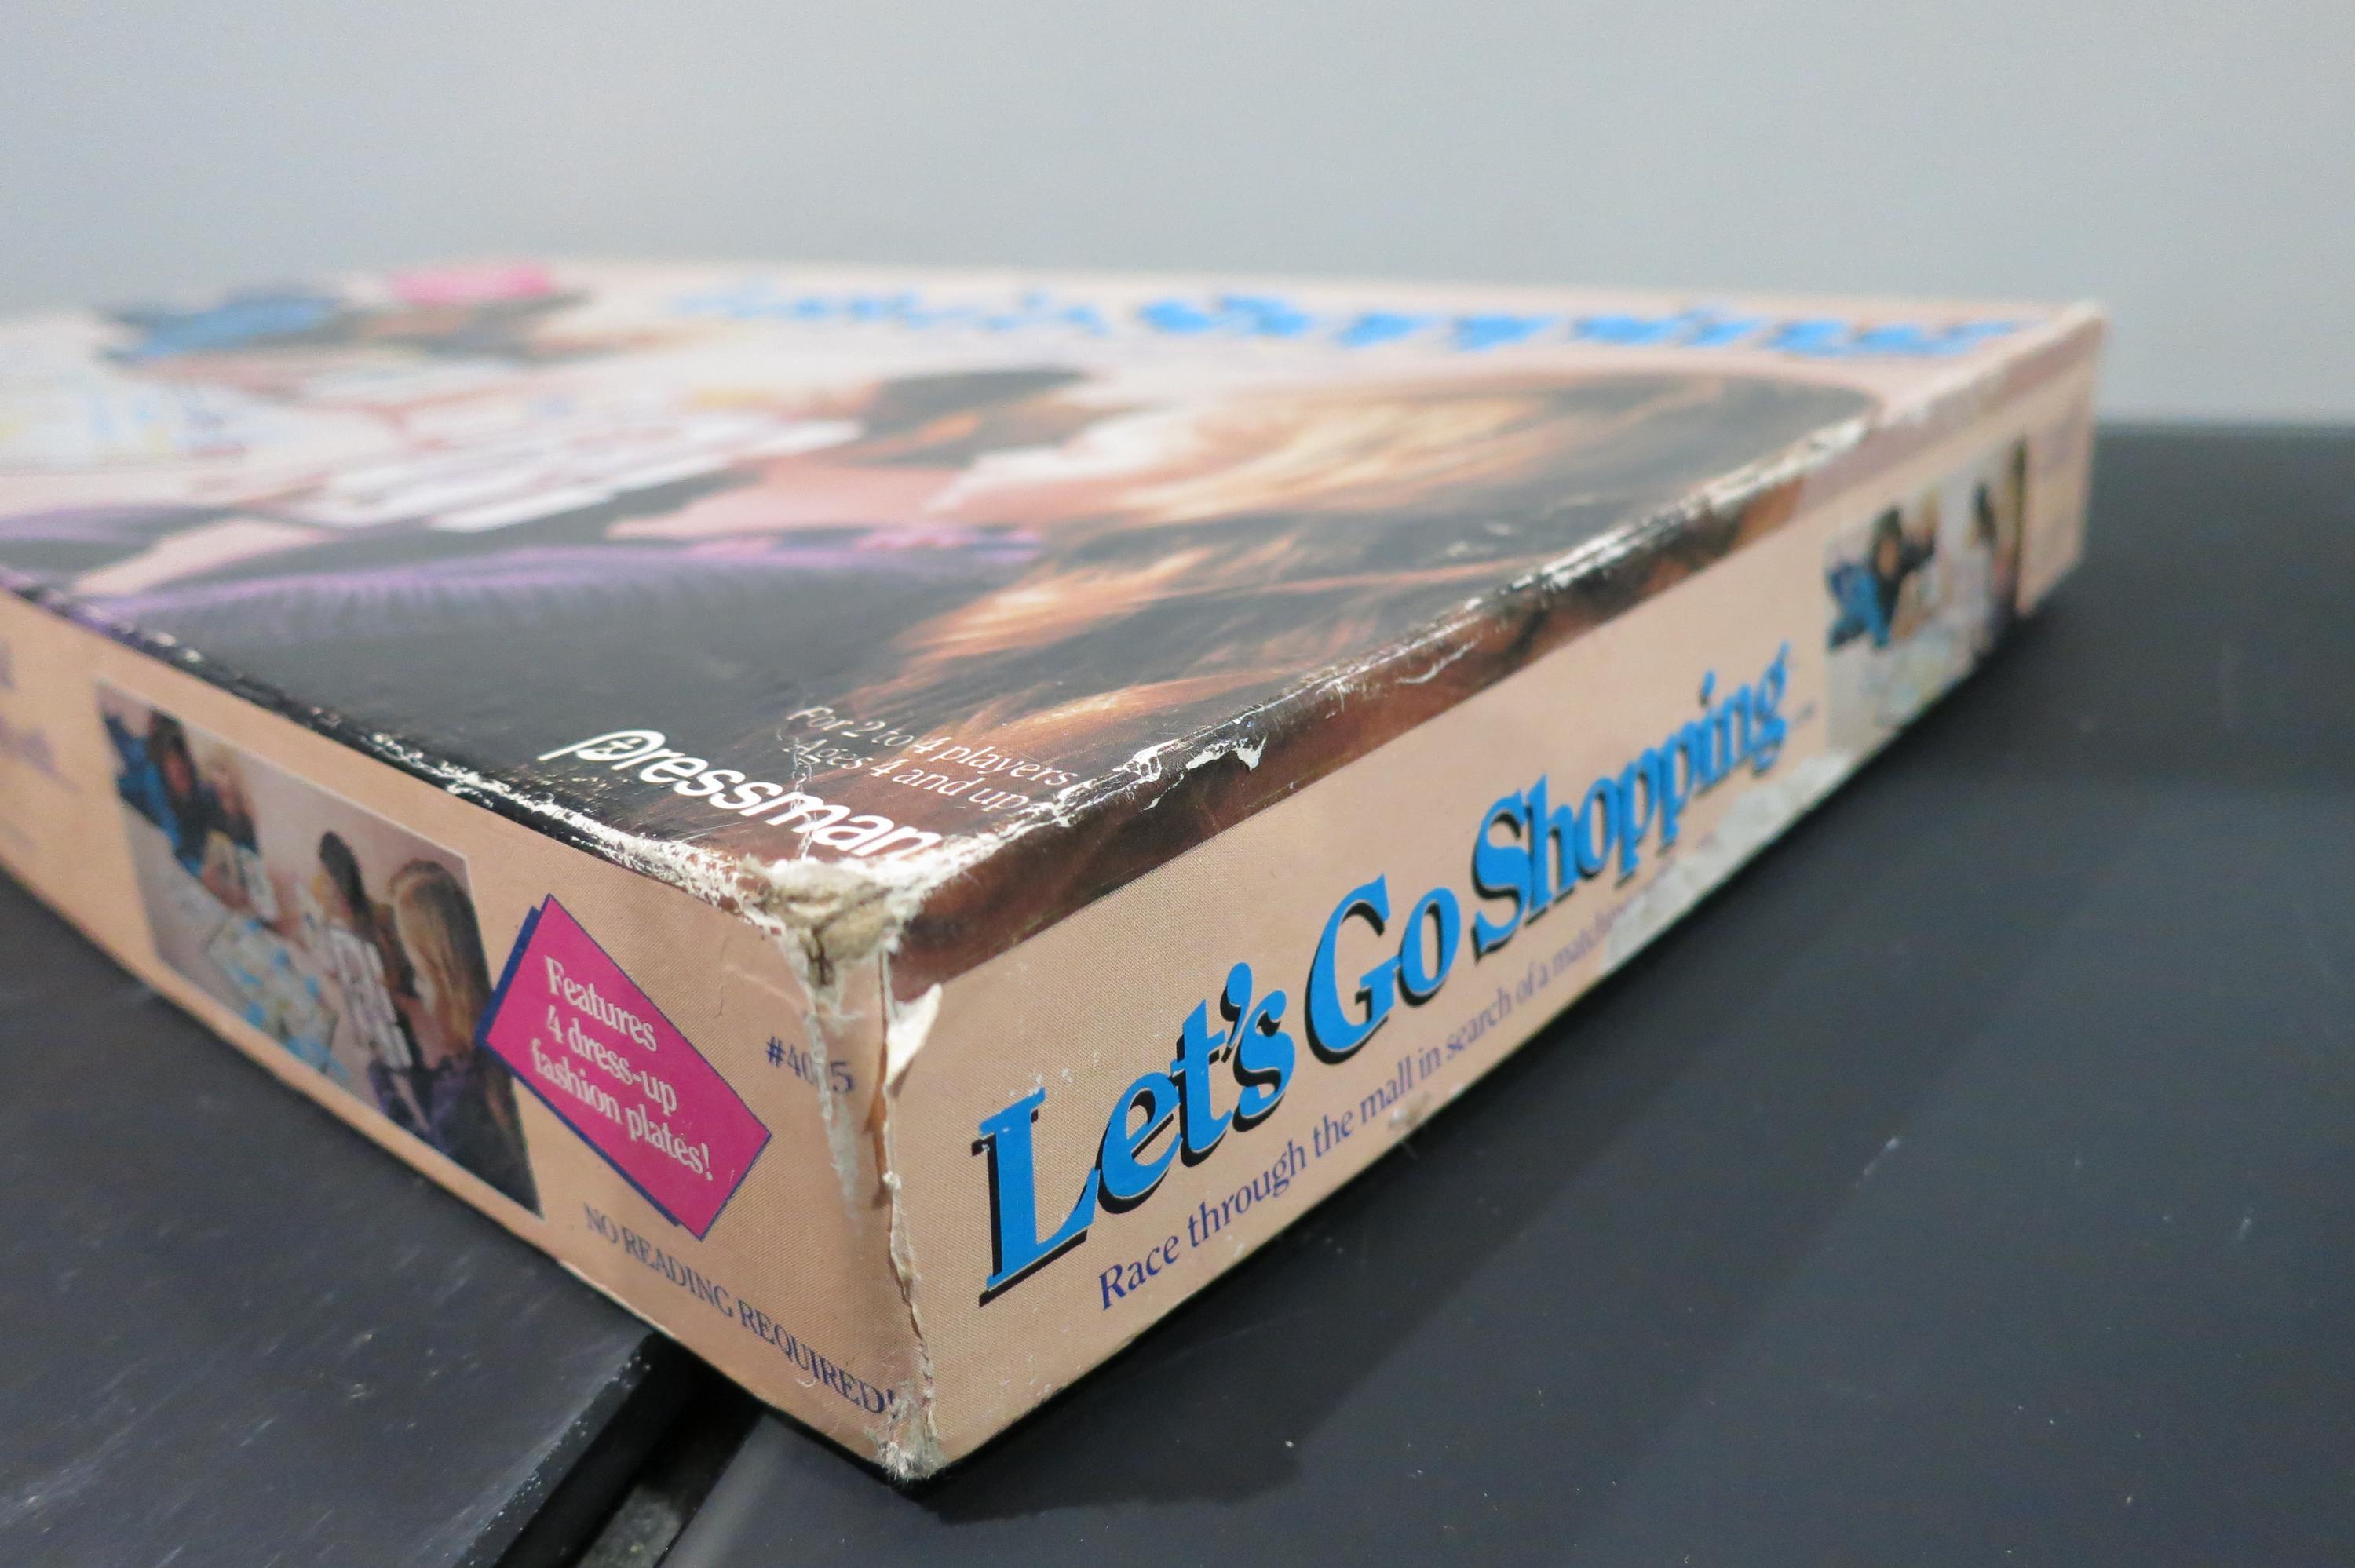 For 2 to 4 players
Ages 4 and up
Pressman
Let's Go Shopping
Race through the mall in search of a
Features
4 dress-up
fashion plates!
NO READING REQUIRED!